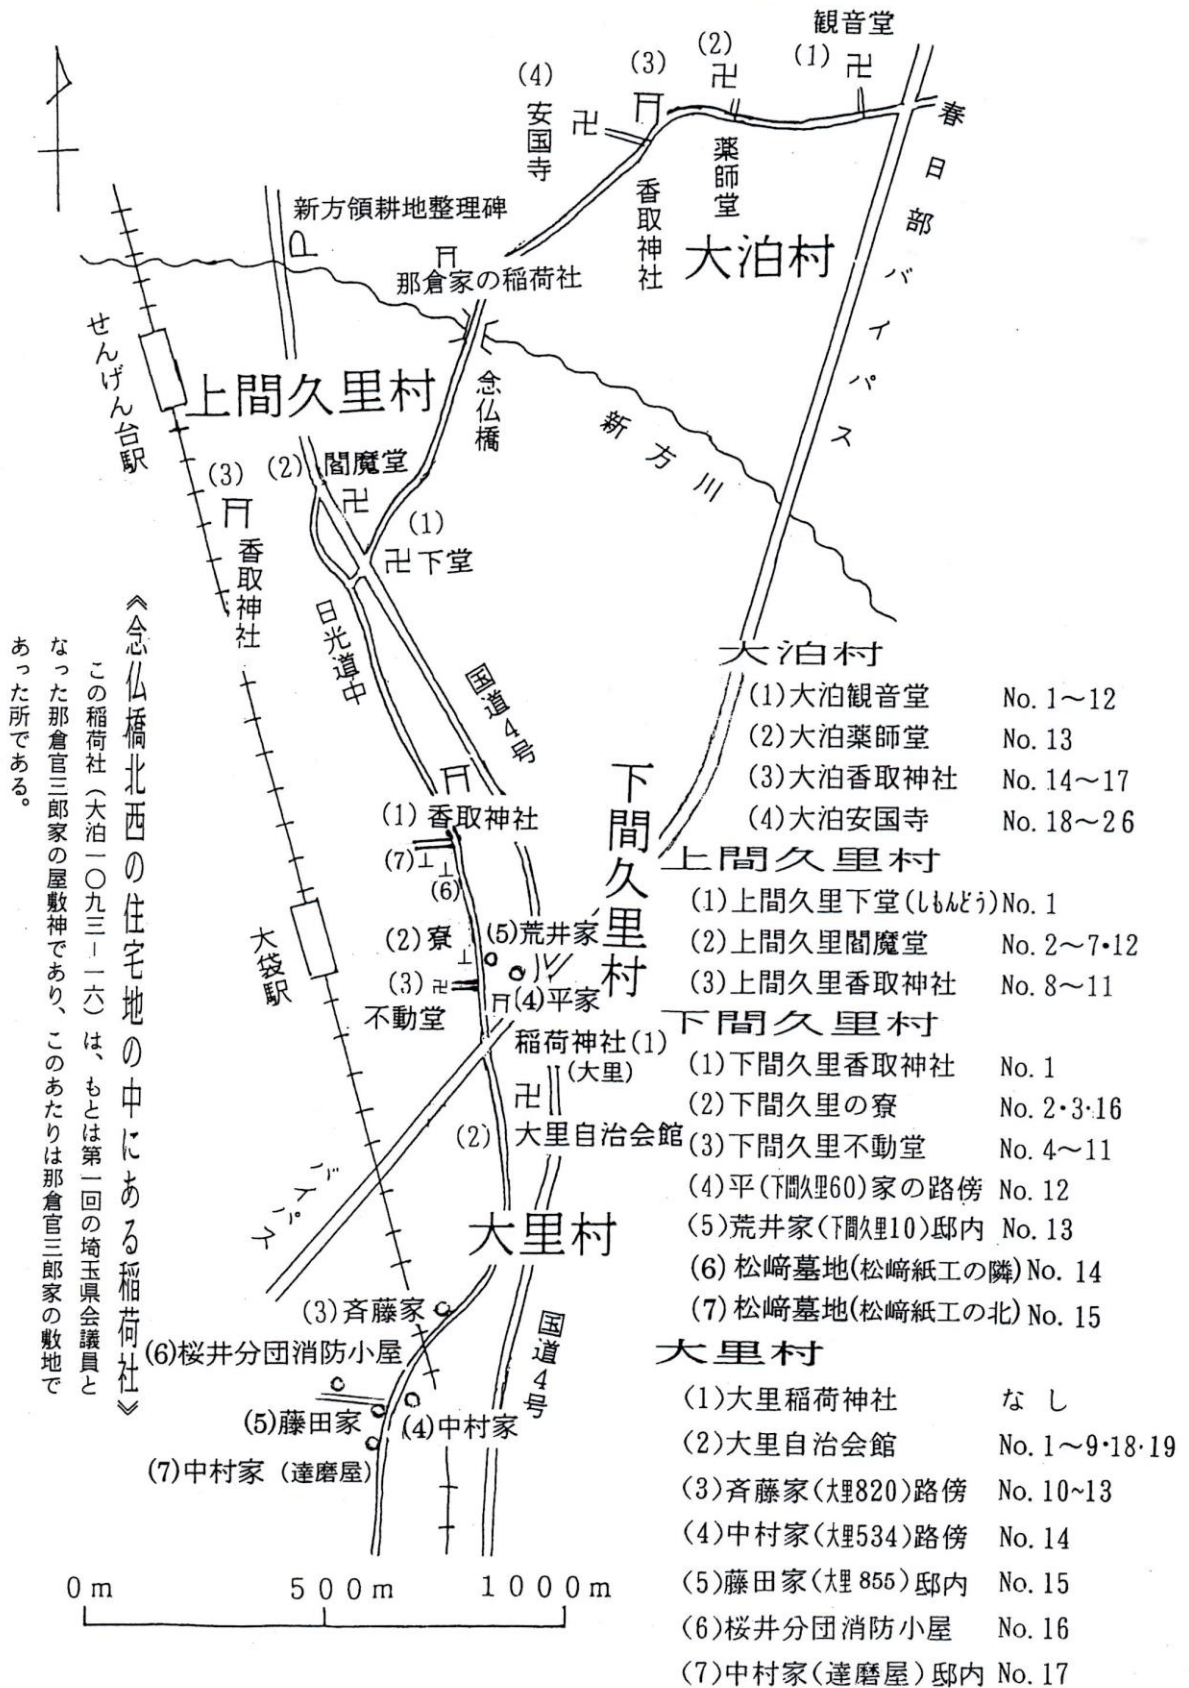 観音堂
(1)
(2)
(3)
(4)
安国寺
薬師堂
香取神社
春日部バイパス
大泊村
新方領耕地整理碑
那倉家の稲荷社
せんげん台駅
上間久里村
念仏橋
新方川
(3)
(2)
閻魔堂
(1)
下堂
香取神社
日光道中
国道4号
(1)香取神社
(7)
(6)
(2)寮
(5)荒井家
(3)
(4)平家
不動堂
下間久里村
大袋駅
稲荷神社(1)
(大里)
(2)
大里自治会館
バイパス
大里村
(3)斉藤家
国道4号
(6)桜井分団消防小屋
(5)藤田家
(4)中村家
(7)中村家(達磨屋)
0m 500m 1000m
《念仏橋北西の住宅地の中にある稲荷社》
この稲荷社(大泊一〇九三－一六)は、もとは第一回の埼玉県会議員と
なった那倉官三郎家の屋敷神であり、このあたりは那倉官三郎家の敷地で
あった所である。
大泊村
(1)大泊観音堂 No.1〜12
(2)大泊薬師堂 No.13
(3)大泊香取神社 No.14〜17
(4)大泊安国寺 No.18〜26
上間久里村
(1)上間久里下堂(しもんどう)No.1
(2)上間久里閻魔堂 No.2〜7・12
(3)上間久里香取神社 No.8〜11
下間久里村
(1)下間久里香取神社 No.1
(2)下間久里の寮 No.2・3・16
(3)下間久里不動堂 No.4〜11
(4)平(下間久里60)家の路傍 No.12
(5)荒井家(下間久里10)邸内 No.13
(6)松﨑墓地(松﨑紙工の隣)No.14
(7)松﨑墓地(松﨑紙工の北)No.15
大里村
(1)大里稲荷神社 なし
(2)大里自治会館 No.1〜9・18・19
(3)斉藤家(大里820)路傍 No.10~13
(4)中村家(大里534)路傍 No.14
(5)藤田家(大里855)邸内 No.15
(6)桜井分団消防小屋 No.16
(7)中村家(達磨屋)邸内 No.17